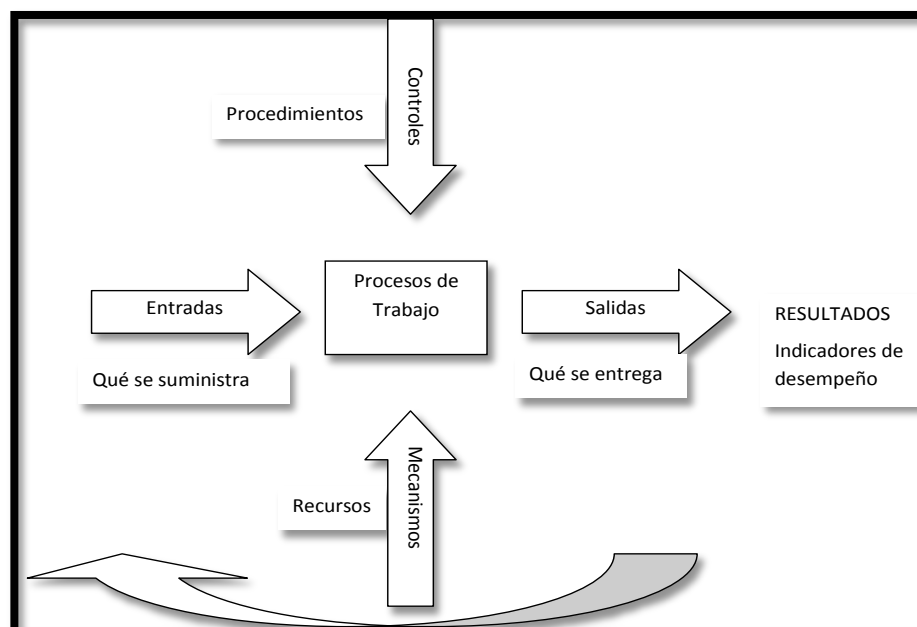 Controles
Procedimientos
Entradas
Procesos de
Trabajo
Salidas
RESULTADOS
Indicadores de
desempeño
Qué se suministra
Qué se entrega
Mecanismos
Recursos